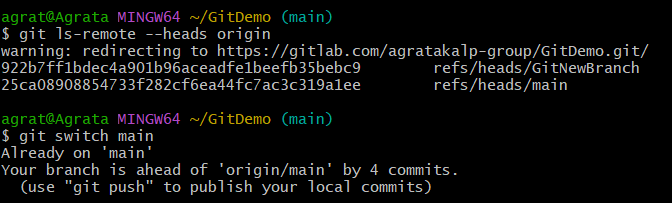 agrat@Agrata MINGW64 ~/GitDemo (main)
$ git ls-remote --heads origin
warning: redirecting to https://gitlab.com/agratakalp-group/GitDemo.git/
922b7ff1bdec4a901b96aceadfe1beefb35bebc9        refs/heads/GitNewBranch
25ca08908854733f282cf6ea44fc7ac3c319a1ee        refs/heads/main
agrat@Agrata MINGW64 ~/GitDemo (main)
$ git switch main
Already on 'main'
Your branch is ahead of 'origin/main' by 4 commits.
  (use "git push" to publish your local commits)